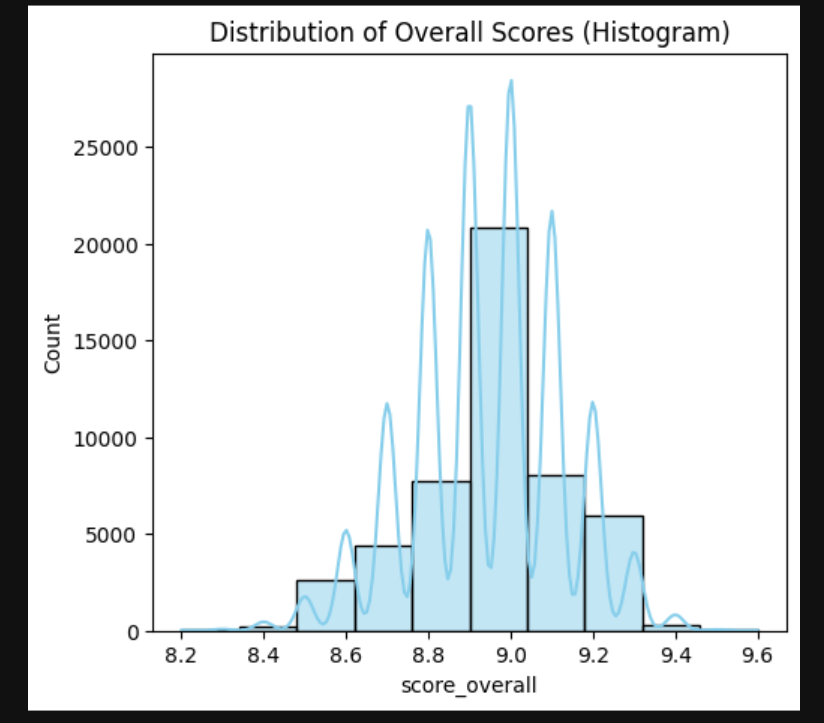 Distribution of Overall Scores (Histogram)
25000
20000
15000
10000
5000
0
Count
8.2 8.4 8.6 8.8 9.0 9.2 9.4 9.6
score_overall